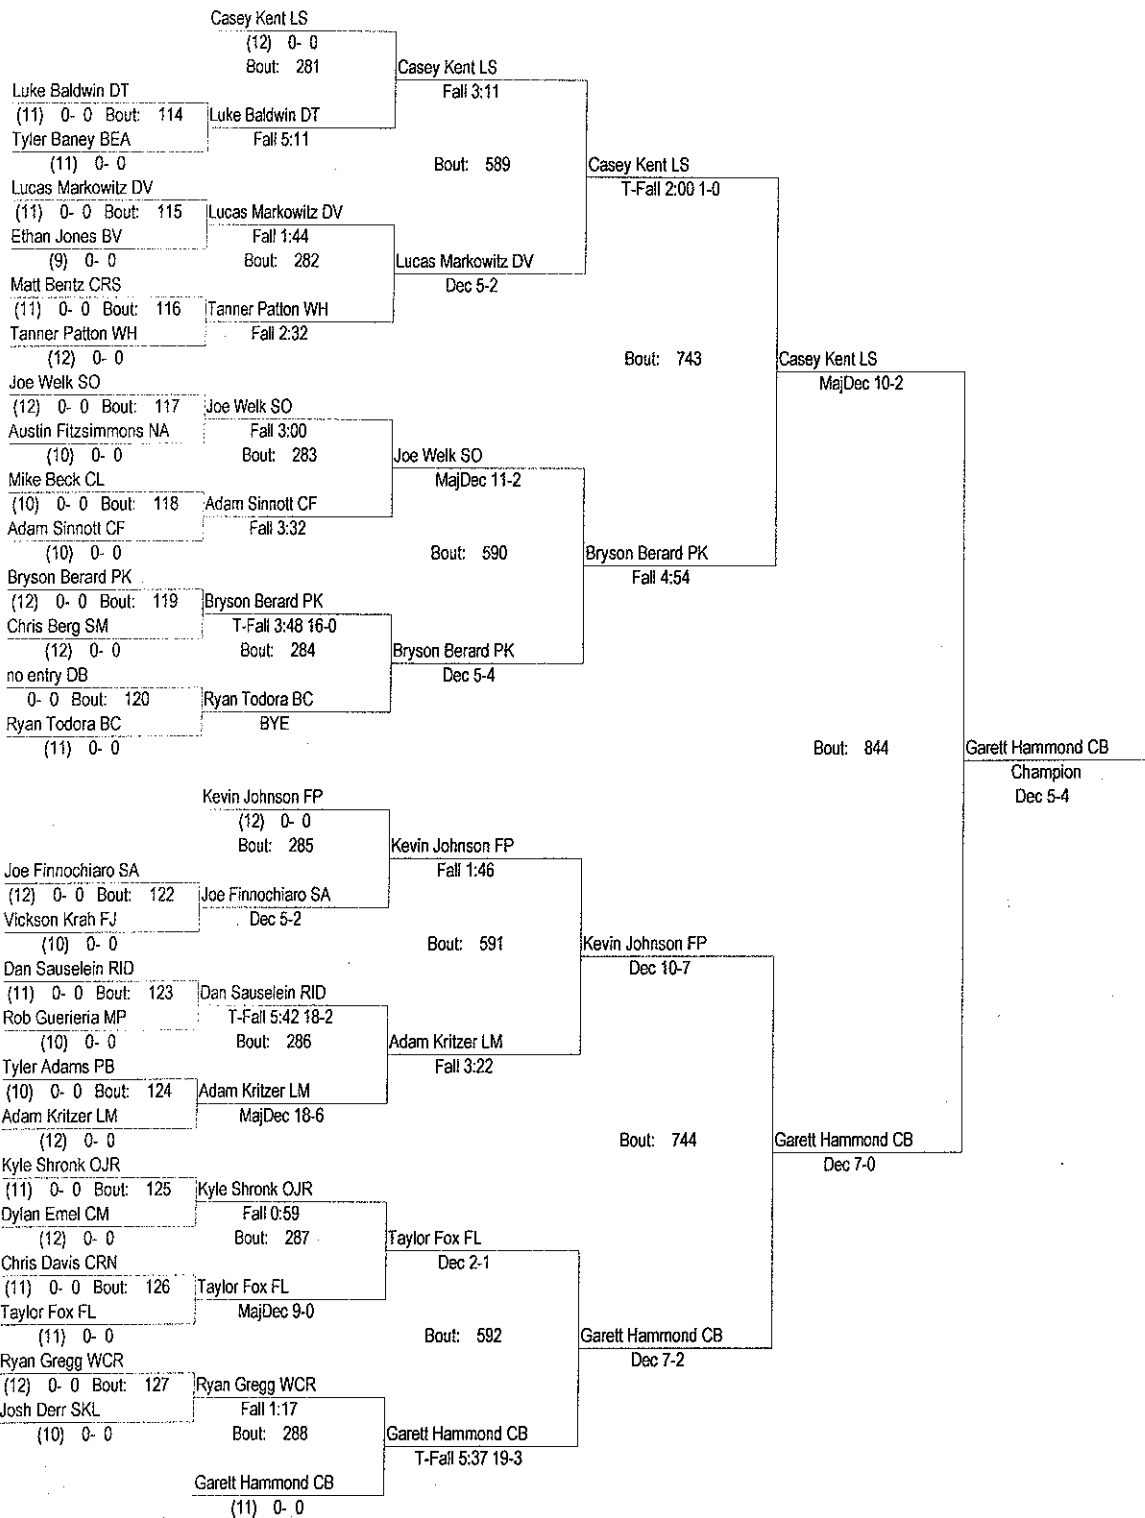 Casey Kent LS
(12) 0- 0
Bout: 281
Casey Kent LS
Fall 3:11
Luke Baldwin DT
(11) 0- 0 Bout: 114
Luke Baldwin DT
Tyler Baney BEA
Fall 5:11
(11) 0- 0
Bout: 589
Casey Kent LS
T-Fall 2:00 1-0
Lucas Markowitz DV
(11) 0- 0 Bout: 115
Lucas Markowitz DV
Ethan Jones BV
Fall 1:44
(9) 0- 0
Bout: 282
Lucas Markowitz DV
Dec 5-2
Matt Bentz CRS
(11) 0- 0 Bout: 116
Tanner Patton WH
Tanner Patton WH
Fall 2:32
(12) 0- 0
Bout: 743
Casey Kent LS
MajDec 10-2
Joe Welk SO
(12) 0- 0 Bout: 117
Joe Welk SO
Austin Fitzsimmons NA
Fall 3:00
(10) 0- 0
Bout: 283
Joe Welk SO
MajDec 11-2
Mike Beck CL
(10) 0- 0 Bout: 118
Adam Sinnott CF
Adam Sinnott CF
Fall 3:32
(10) 0- 0
Bout: 590
Bryson Berard PK
Fall 4:54
Bryson Berard PK
(12) 0- 0 Bout: 119
Bryson Berard PK
Chris Berg SM
T-Fall 3:48 16-0
(12) 0- 0
Bout: 284
Bryson Berard PK
Dec 5-4
no entry DB
0- 0 Bout: 120
Ryan Todora BC
Ryan Todora BC
BYE
(11) 0- 0
Bout: 844
Garett Hammond CB
Champion
Dec 5-4
Kevin Johnson FP
(12) 0- 0
Bout: 285
Kevin Johnson FP
Fall 1:46
Joe Finnochiaro SA
(12) 0- 0 Bout: 122
Joe Finnochiaro SA
Vickson Krah FJ
Dec 5-2
(10) 0- 0
Bout: 591
Kevin Johnson FP
Dec 10-7
Dan Sauselein RID
(11) 0- 0 Bout: 123
Dan Sauselein RID
Rob Guerieria MP
T-Fall 5:42 18-2
(10) 0- 0
Bout: 286
Adam Kritzer LM
Fall 3:22
Tyler Adams PB
(10) 0- 0 Bout: 124
Adam Kritzer LM
Adam Kritzer LM
MajDec 18-6
(12) 0- 0
Bout: 744
Garett Hammond CB
Dec 7-0
Kyle Shronk OJR
(11) 0- 0 Bout: 125
Kyle Shronk OJR
Dylan Emel CM
Fall 0:59
(12) 0- 0
Bout: 287
Taylor Fox FL
Dec 2-1
Chris Davis CRN
(11) 0- 0 Bout: 126
Taylor Fox FL
Taylor Fox FL
MajDec 9-0
(11) 0- 0
Bout: 592
Garett Hammond CB
Dec 7-2
Ryan Gregg WCR
(12) 0- 0 Bout: 127
Ryan Gregg WCR
Josh Derr SKL
Fall 1:17
(10) 0- 0
Bout: 288
Garett Hammond CB
T-Fall 5:37 19-3
Garett Hammond CB
(11) 0- 0